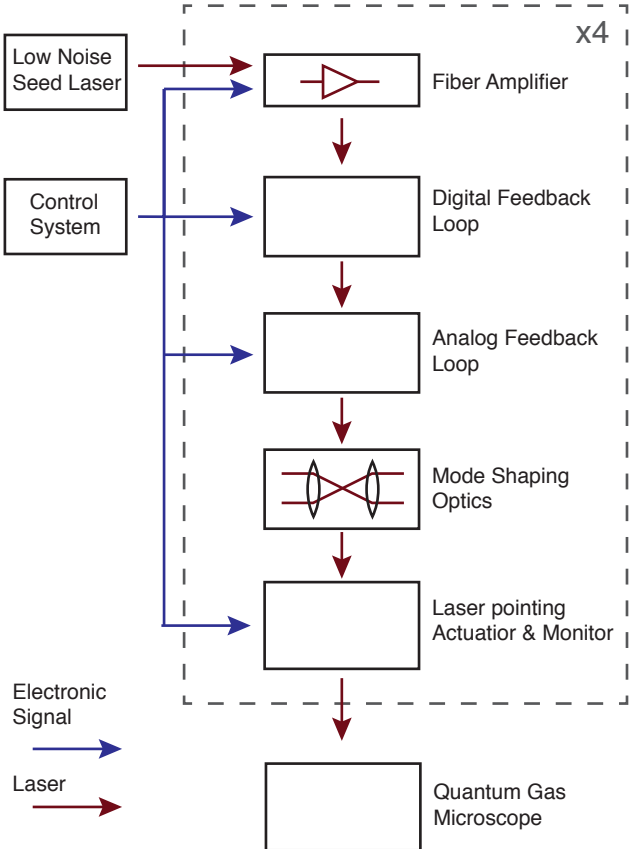 x4
Low Noise
Seed Laser
Fiber Amplifier
Control
System
Digital Feedback
Loop
Analog Feedback
Loop
Mode Shaping
Optics
Laser pointing
Actuatior & Monitor
Electronic
Signal
Laser
Quantum Gas
Microscope